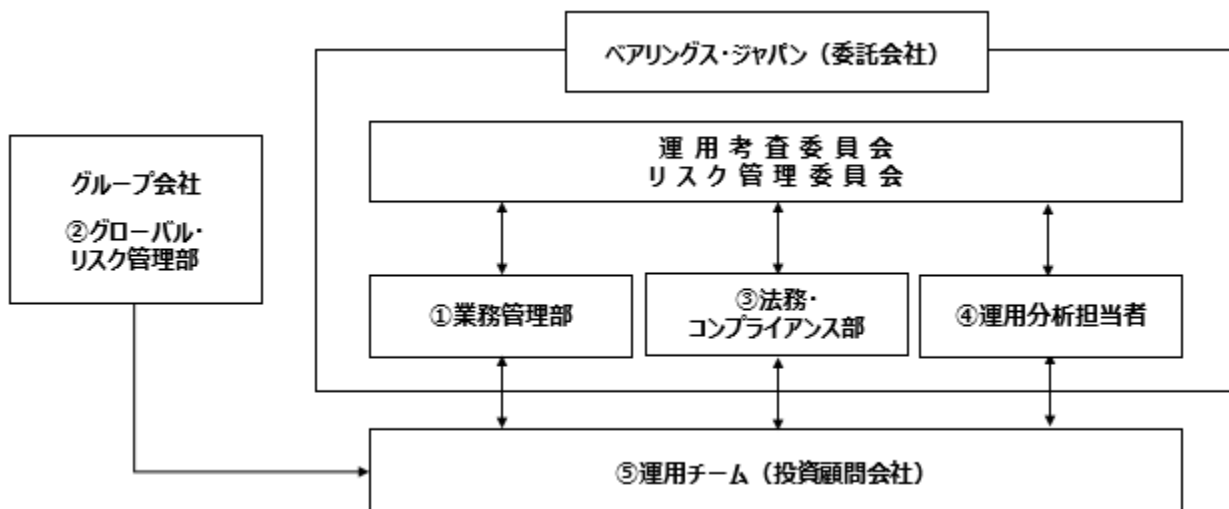 ベアリングス・ジャパン（委託会社）
運用考査委員会
リスク管理委員会
グループ会社
②グローバル・
リスク管理部
①業務管理部
③法務・
コンプライアンス部
④運用分析担当者
⑤運用チーム（投資顧問会社）